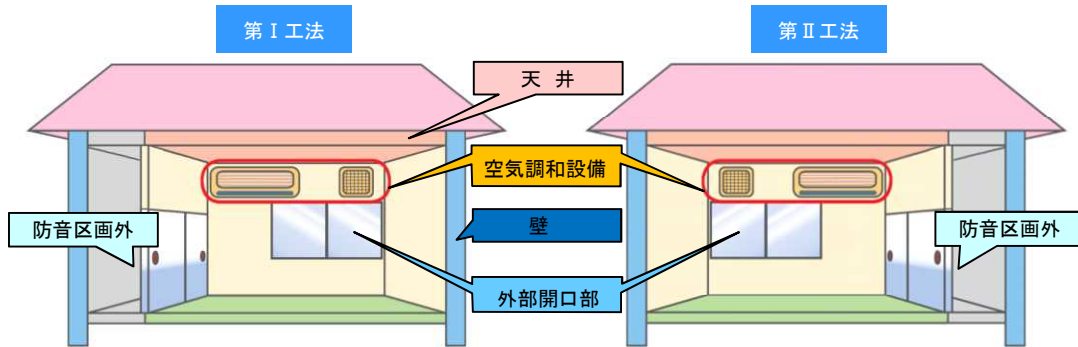 第Ⅰ工法
第Ⅱ工法
天 井
空気調和設備
防音区画外
壁
防音区画外
外部開口部